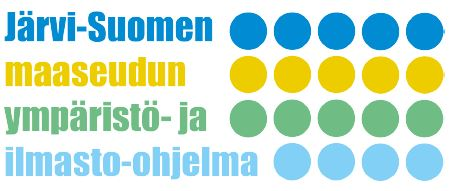 Järvi-Suomen
maaseudun
ympäristö- ja
ilmasto-ohjelma